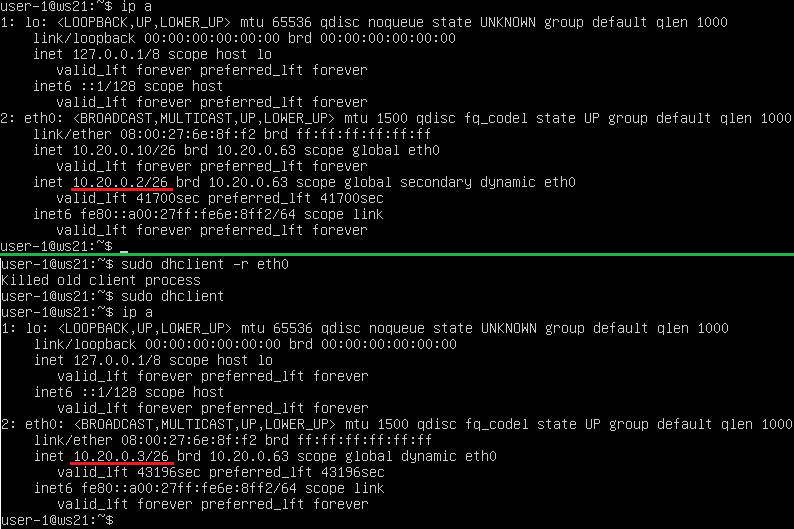 user-1@ws21:~$ ip a
1: lo: <LOOPBACK,UP,LOWER_UP> mtu 65536 qdisc noqueue state UNKNOWN group default qlen 1000
link/loopback 00:00:00:00:00:00 brd 00:00:00:00:00:00
inet 127.0.0.1/8 scope host lo
valid_lft forever preferred_lft forever
inet6 ::1/128 scope host
valid_lft forever preferred_lft forever
2: eth0: <BROADCAST,MULTICAST,UP,LOWER_UP> mtu 1500 qdisc fq_codel state UP group default qlen 1000
link/ether 08:00:27:6e:8f:f2 brd ff:ff:ff:ff:ff:ff
inet 10.20.0.10/26 brd 10.20.0.63 scope global eth0
valid_lft forever preferred_lft forever
inet 10.20.0.2/26 brd 10.20.0.63 scope global secondary dynamic eth0
valid_lft 41700sec preferred_lft 41700sec
inet6 fe80::a00:27ff:fe6e:8ff2/64 scope link
valid_lft forever preferred_lft forever
user-1@ws21:~$ _
user-1@ws21:~$ sudo dhclient -r eth0
Killed old client process
user-1@ws21:~$ sudo dhclient
user-1@ws21:~$ ip a
1: lo: <LOOPBACK,UP,LOWER_UP> mtu 65536 qdisc noqueue state UNKNOWN group default qlen 1000
link/loopback 00:00:00:00:00:00 brd 00:00:00:00:00:00
inet 127.0.0.1/8 scope host lo
valid_lft forever preferred_lft forever
inet6 ::1/128 scope host
valid_lft forever preferred_lft forever
2: eth0: <BROADCAST,MULTICAST,UP,LOWER_UP> mtu 1500 qdisc fq_codel state UP group default qlen 1000
link/ether 08:00:27:6e:8f:f2 brd ff:ff:ff:ff:ff:ff
inet 10.20.0.3/26 brd 10.20.0.63 scope global dynamic eth0
valid_lft 43196sec preferred_lft 43196sec
inet6 fe80::a00:27ff:fe6e:8ff2/64 scope link
valid_lft forever preferred_lft forever
user-1@ws21:~$